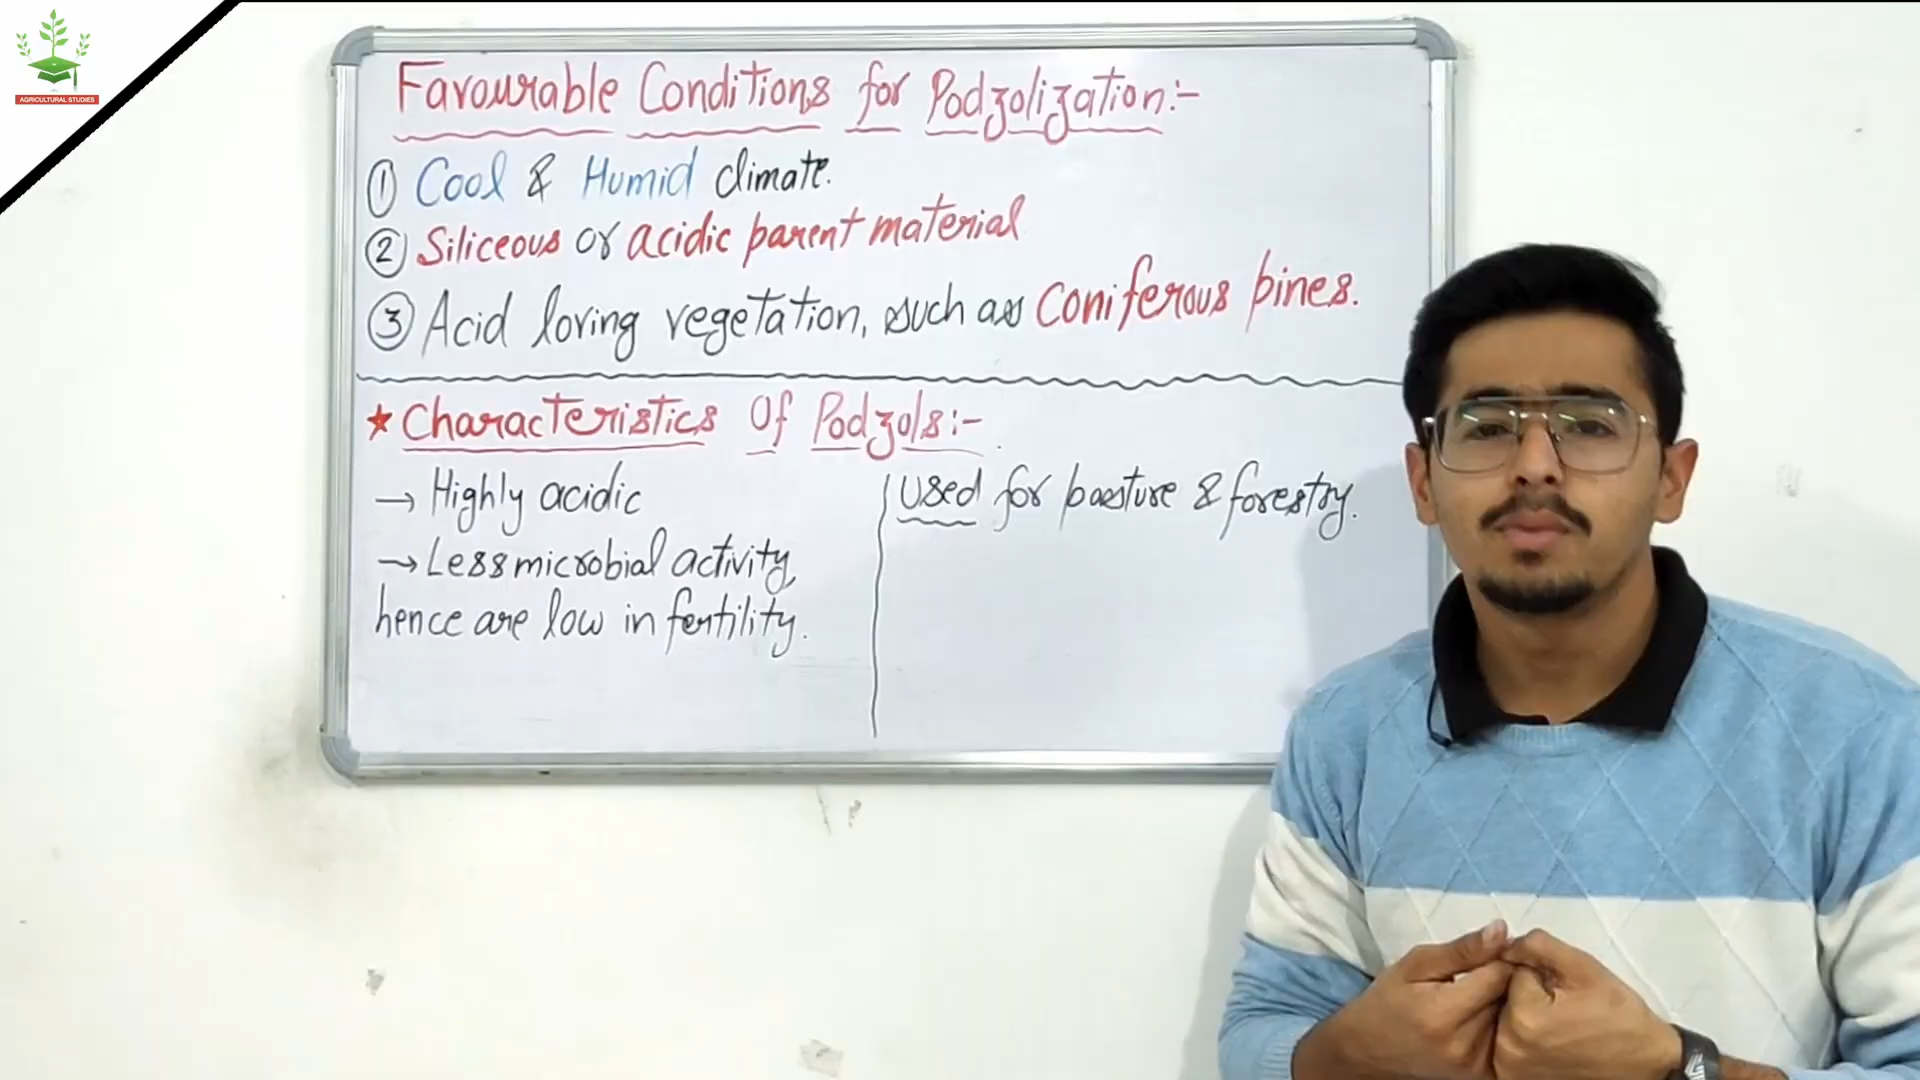 AGRICULTURAL STUDIES
Favourable Conditions for Podzolization:-
① Cool & Humid climate.
② Siliceous or acidic parent material
③ Acid loving vegetation, such as Coniferous pines.
★ Characteristics Of Podzols:-
→ Highly acidic
→ Less microbial activity,
hence are low in fertility.
Used for pasture & forestry.